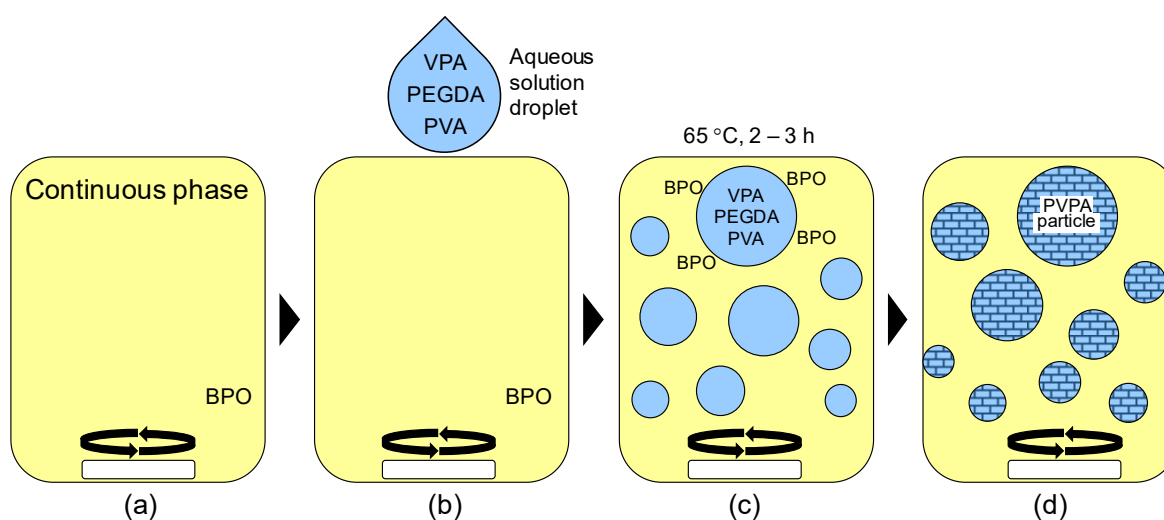 VPA
PEGDA
PVA
Aqueous
solution
droplet
65 °C, 2 – 3 h
Continuous phase
BPO
BPO
BPO
BPO
VPA
PEGDA
PVA
BPO
BPO
PVPA
particle
(a)
(b)
(c)
(d)